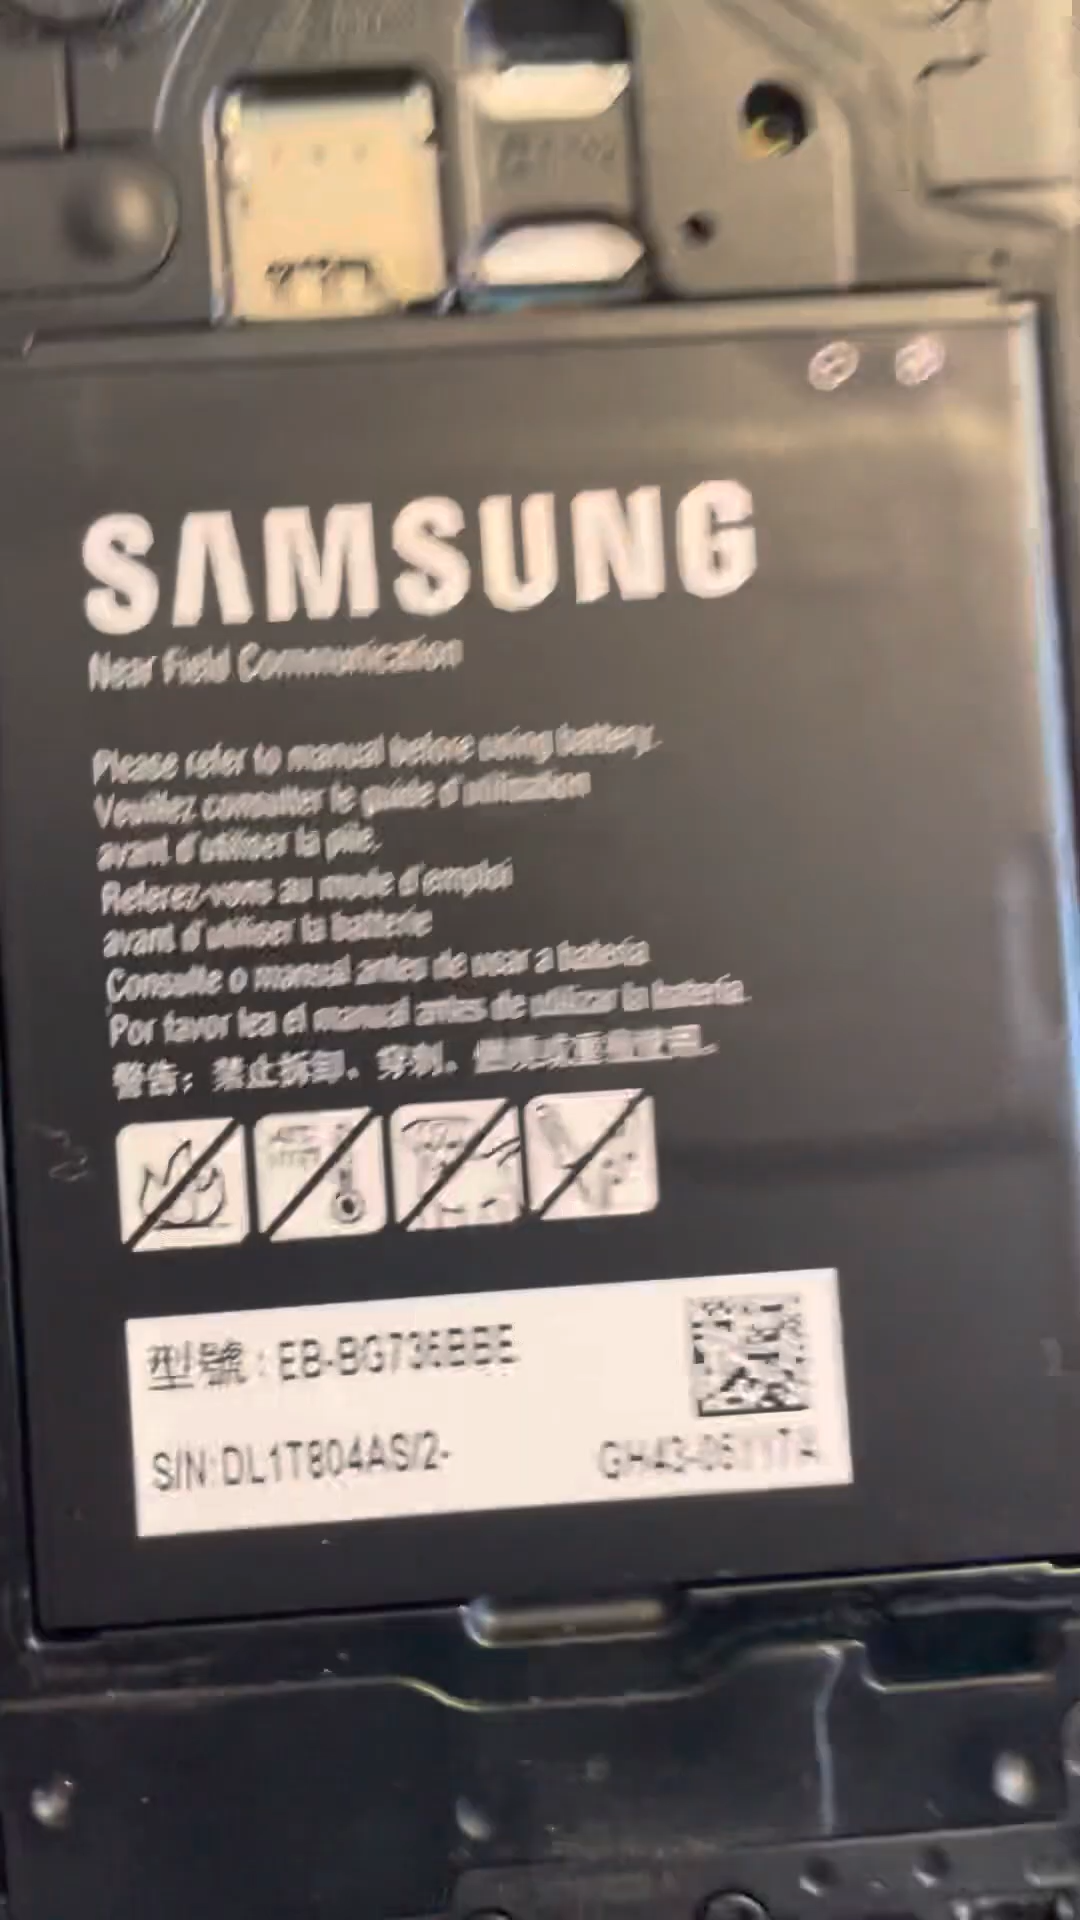 SAMSUNG
Near Field Communication
Please refer to manual before using battery.
Veuillez consulter le guide d'utilisation
avant d'utiliser la pile.
Referez-vous au mode d'emploi
avant d'utiliser la batterie
Consulte o manual antes de usar a bateria
Por favor lea el manual antes de utilizar la batería.
警告：禁止拆卸、穿刺、
型號：EB-BG736BBE
S/N:DL1T804AS/2-